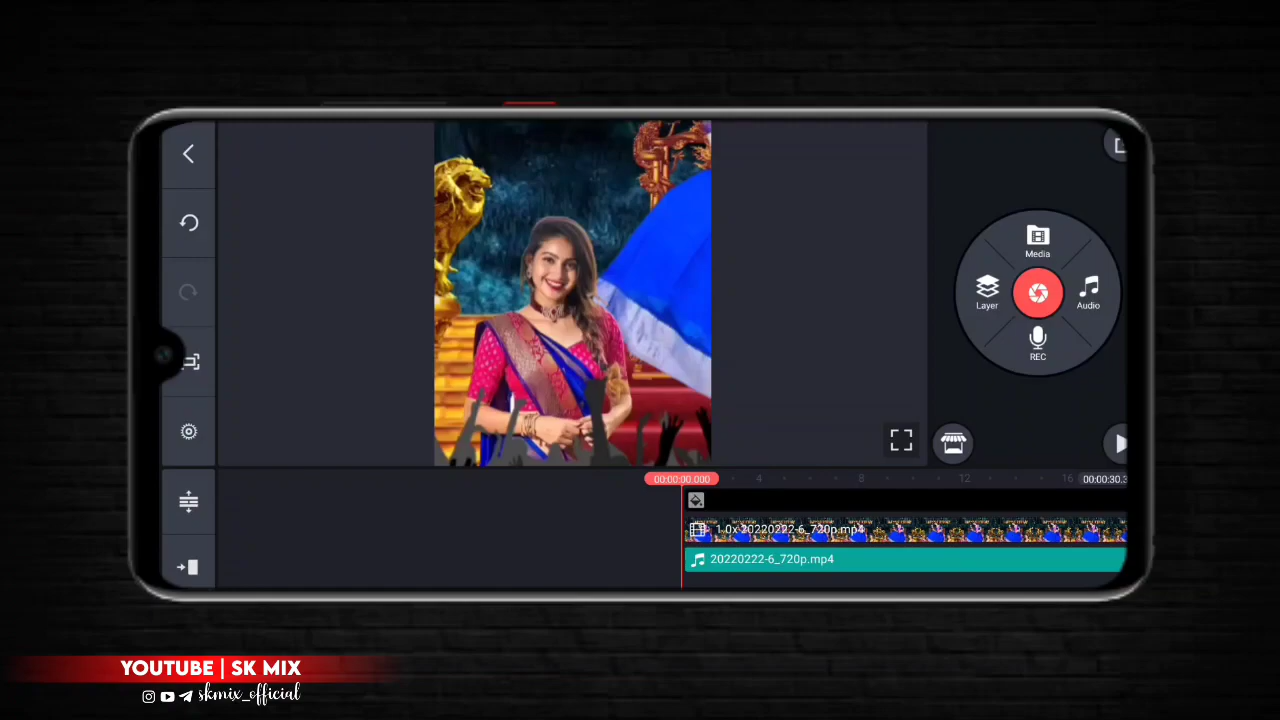 Media
Layer
Audio
REC
00:00:00.000
4
8
12
16
00:00:30.3
1.0x 20220222-6_720p.mp4
20220222-6_720p.mp4
YOUTUBE | SK MIX
skmix_official